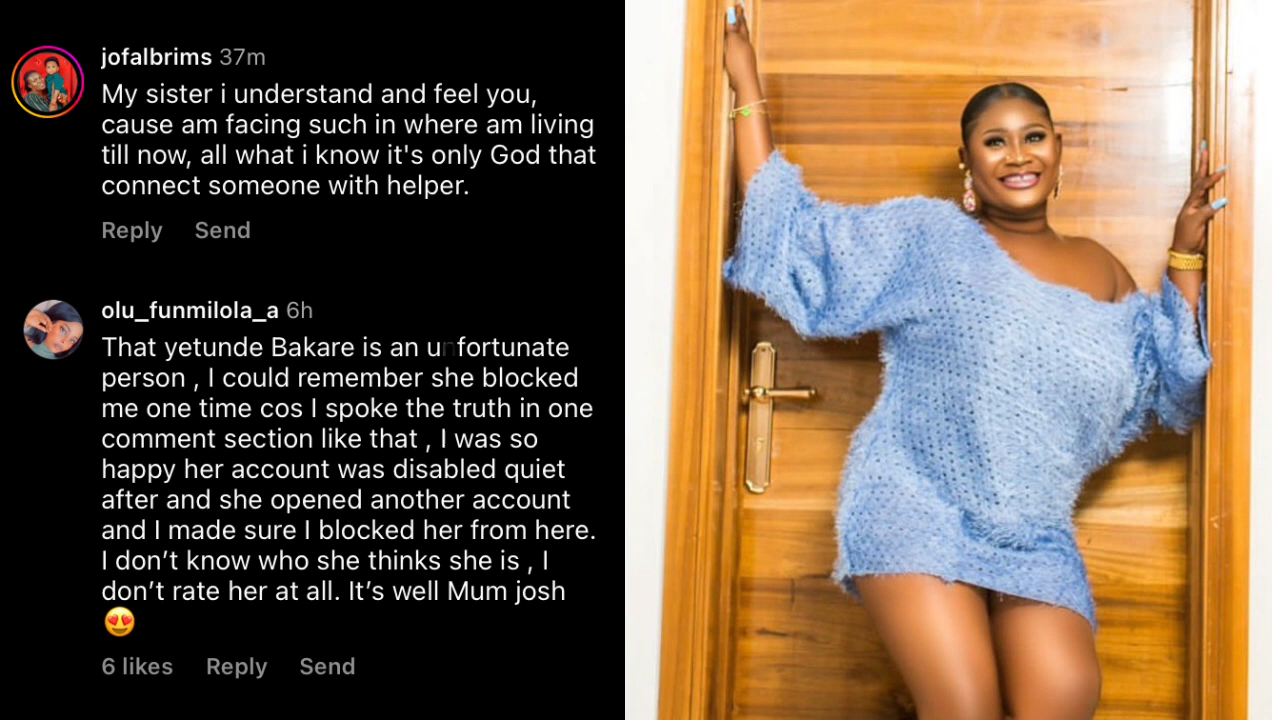 jofalbrims 37m
My sister i understand and feel you,
cause am facing such in where am living
till now, all what i know it's only God that
connect someone with helper.
Reply Send
olu_funmilola_a 6h
That yetunde Bakare is an unfortunate
person , I could remember she blocked
me one time cos I spoke the truth in one
comment section like that , I was so
happy her account was disabled quiet
after and she opened another account
and I made sure I blocked her from here.
I don’t know who she thinks she is , I
don’t rate her at all. It’s well Mum josh
😍
6 likes Reply Send